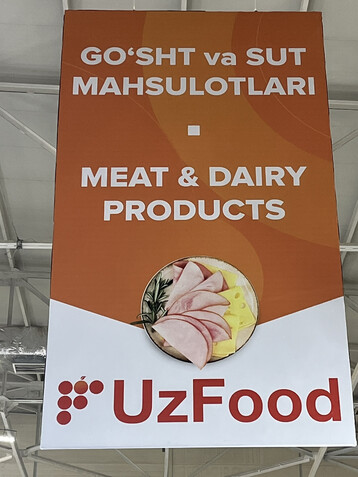 GO‘SHT va SUT
MAHSULOTLARI
MEAT & DAIRY
PRODUCTS
UzFood